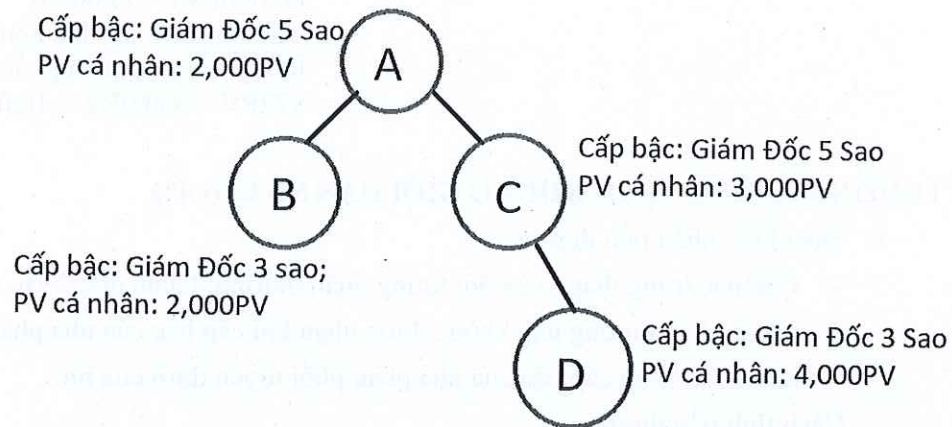 Cấp bậc: Giám Đốc 5 Sao
PV cá nhân: 2,000PV
A
B
C
Cấp bậc: Giám Đốc 5 Sao
PV cá nhân: 3,000PV
Cấp bậc: Giám Đốc 3 sao;
PV cá nhân: 2,000PV
D
Cấp bậc: Giám Đốc 3 Sao
PV cá nhân: 4,000PV